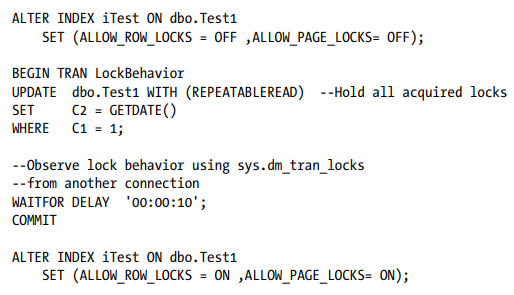 ALTER INDEX iTest ON dbo.Test1
    SET (ALLOW_ROW_LOCKS = OFF ,ALLOW_PAGE_LOCKS= OFF);

BEGIN TRAN LockBehavior
UPDATE  dbo.Test1 WITH (REPEATABLEREAD)  --Hold all acquired locks
SET     C2 = GETDATE()
WHERE   C1 = 1;

--Observe lock behavior using sys.dm_tran_locks
--from another connection
WAITFOR DELAY  '00:00:10';
COMMIT

ALTER INDEX iTest ON dbo.Test1
    SET (ALLOW_ROW_LOCKS = ON ,ALLOW_PAGE_LOCKS= ON);